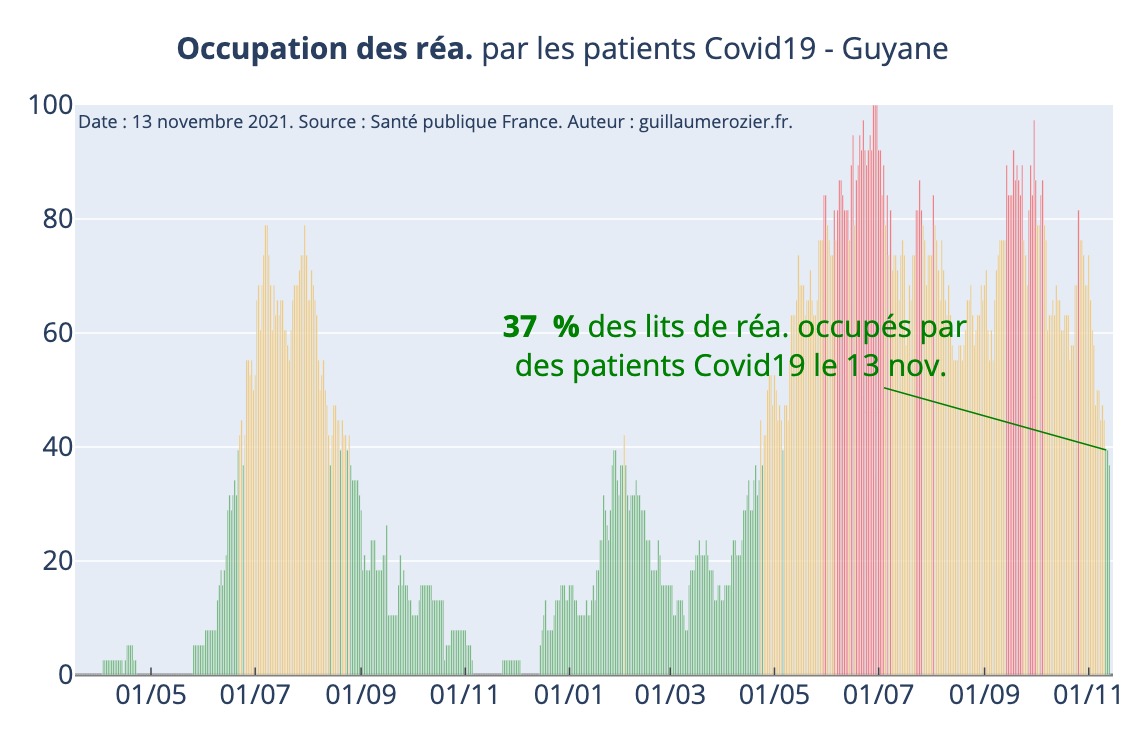 Occupation des réa. par les patients Covid19 - Guyane
100
Date : 13 novembre 2021. Source : Santé publique France. Auteur : guillaumerozier.fr.
80
60
37  % des lits de réa. occupés par
des patients Covid19 le 13 nov.
40
20
0
01/05 01/07 01/09 01/11 01/01 01/03 01/05 01/07 01/09 01/11